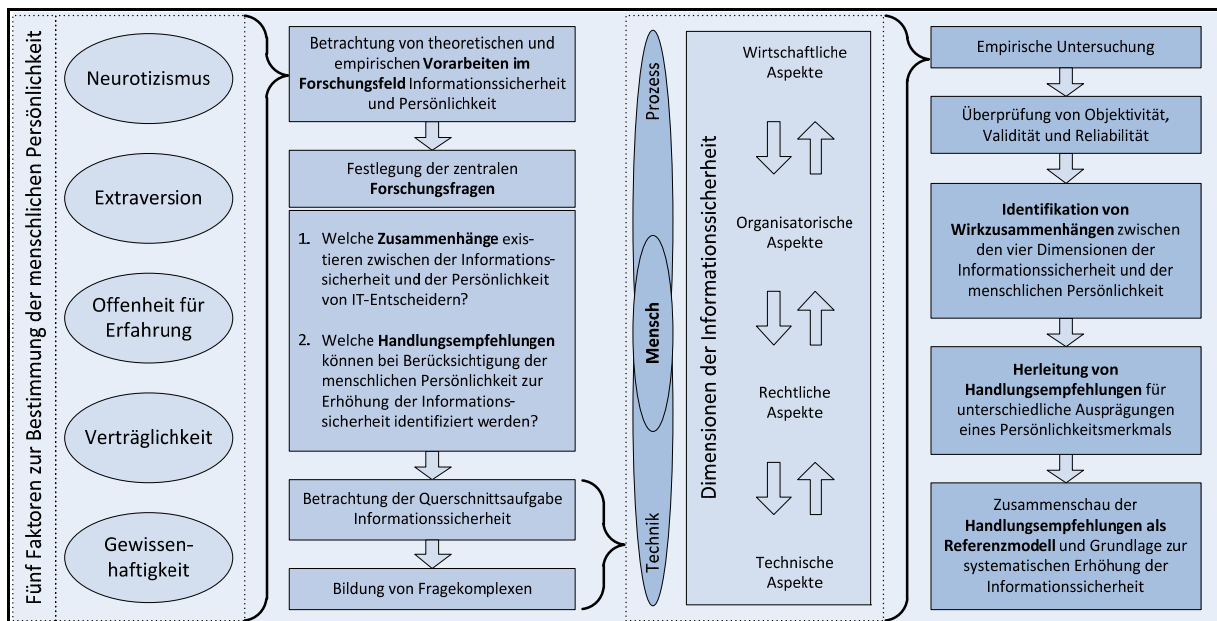 Fünf Faktoren zur Bestimmung der menschlichen Persönlichkeit
Neurotizismus
Extraversion
Offenheit für
Erfahrung
Verträglichkeit
Gewissen-
haftigkeit
Betrachtung von theoretischen und
empirischen Vorarbeiten im
Forschungsfeld Informationssicherheit
und Persönlichkeit
Festlegung der zentralen
Forschungsfragen
1. Welche Zusammenhänge exis-
tieren zwischen der Informations-
sicherheit und der Persönlichkeit
von IT-Entscheidern?
2. Welche Handlungsempfehlungen
können bei Berücksichtigung der
menschlichen Persönlichkeit zur
Erhöhung der Informations-
sicherheit identifiziert werden?
Betrachtung der Querschnittsaufgabe
Informationssicherheit
Bildung von Fragekomplexen
Prozess
Mensch
Technik
Dimensionen der Informationssicherheit
Wirtschaftliche
Aspekte
Organisatorische
Aspekte
Rechtliche
Aspekte
Technische
Aspekte
Empirische Untersuchung
Überprüfung von Objektivität,
Validität und Reliabilität
Identifikation von
Wirkzusammenhängen zwischen
den vier Dimensionen der
Informationssicherheit und der
menschlichen Persönlichkeit
Herleitung von
Handlungsempfehlungen für
unterschiedliche Ausprägungen
eines Persönlichkeitsmerkmals
Zusammenschau der
Handlungsempfehlungen als
Referenzmodell und Grundlage zur
systematischen Erhöhung der
Informationssicherheit